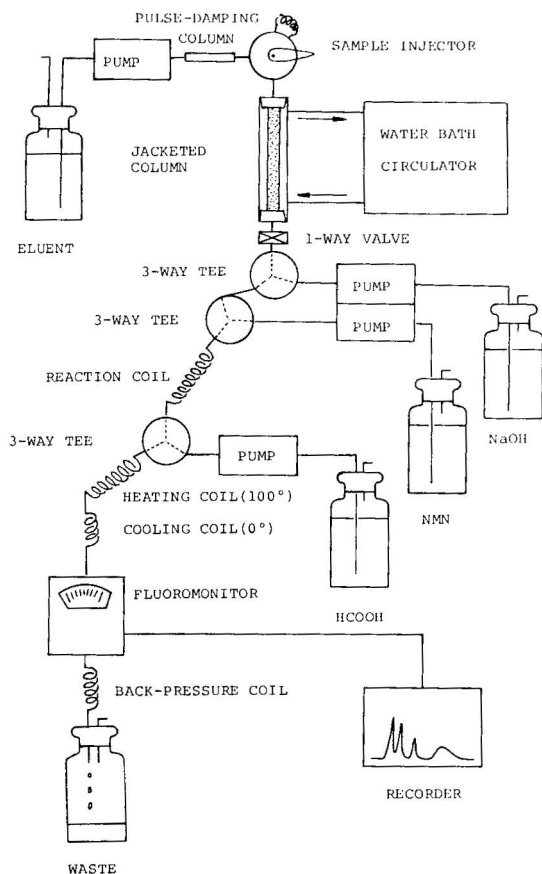 PULSE-DAMPING
COLUMN
PUMP
SAMPLE INJECTOR
JACKETED
COLUMN
WATER BATH
CIRCULATOR
ELUENT
1-WAY VALVE
3-WAY TEE
PUMP
3-WAY TEE
PUMP
REACTION COIL
NaOH
3-WAY TEE
PUMP
HEATING COIL(100°)
NMN
COOLING COIL(0°)
FLUOROMONITOR
HCOOH
BACK-PRESSURE COIL
RECORDER
WASTE